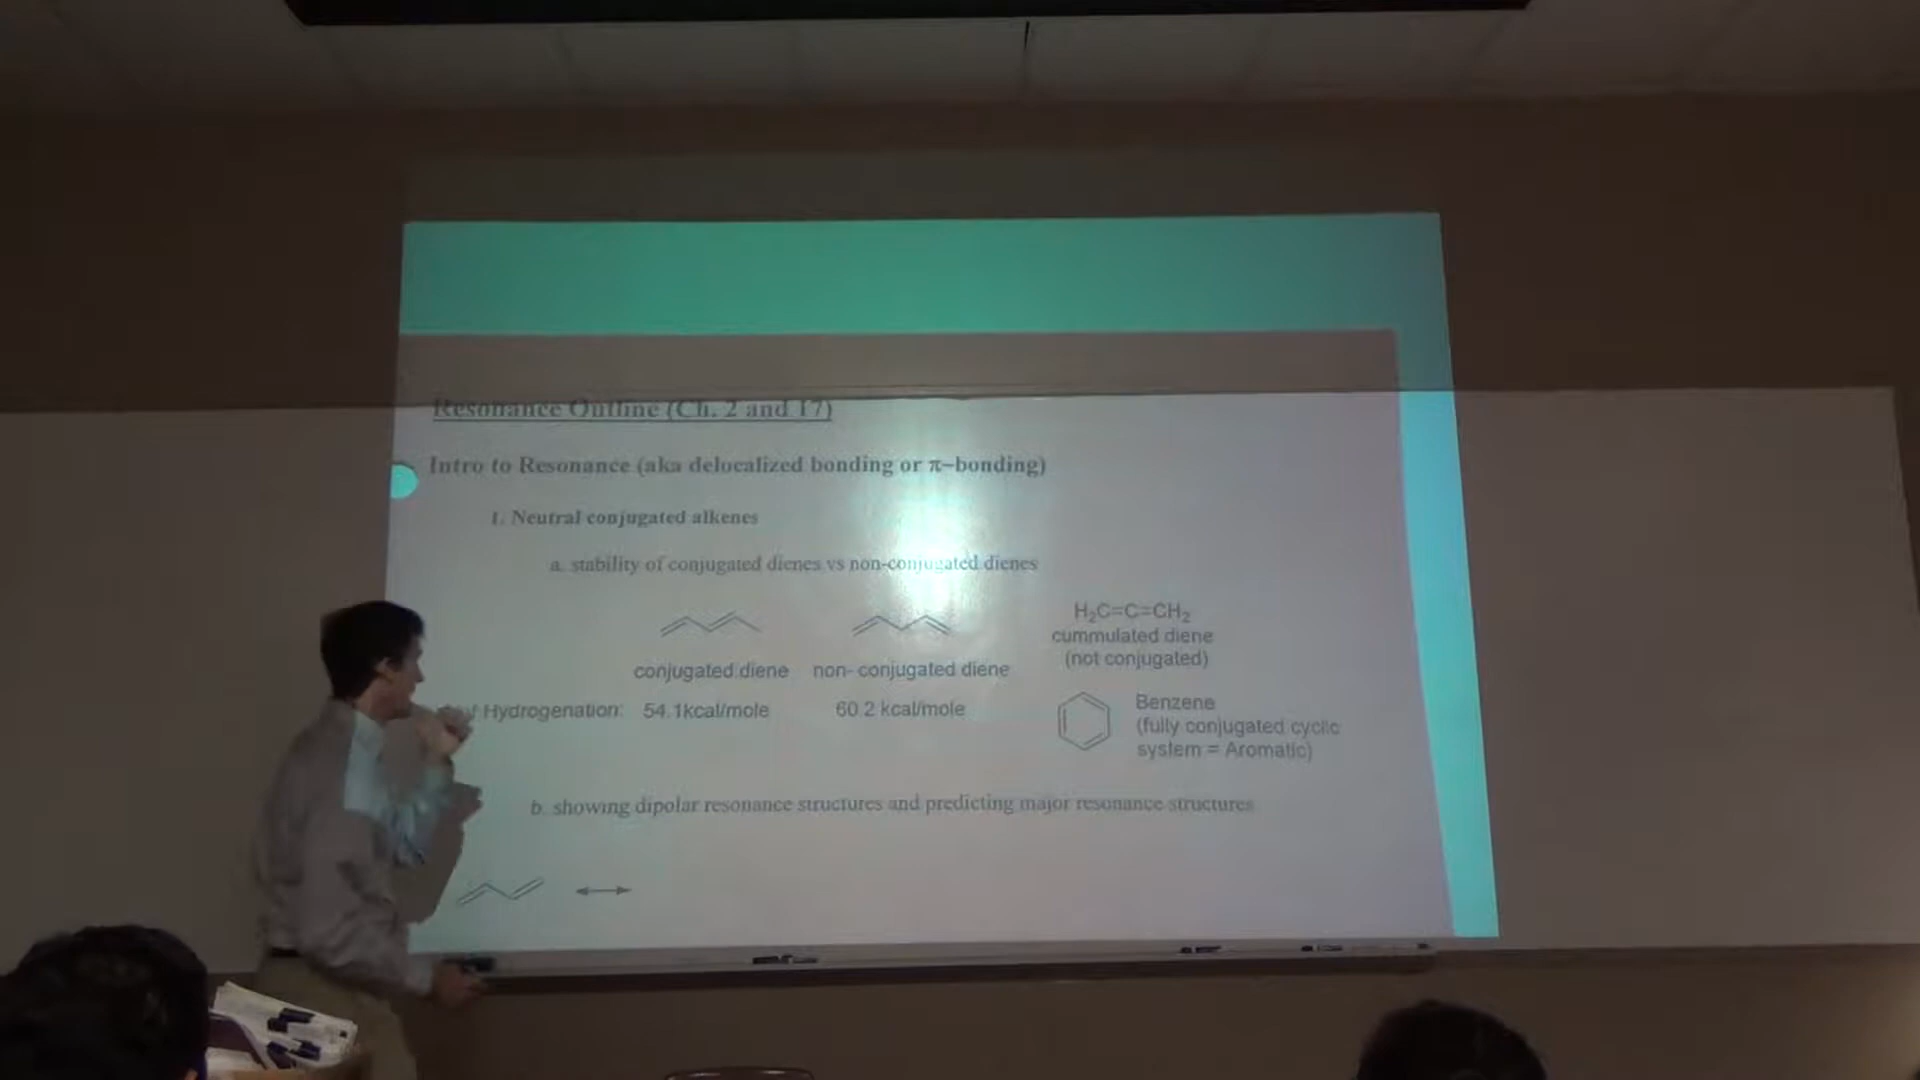 Resonance Outline (Ch. 2 and 17)
Intro to Resonance (aka delocalized bonding or π–bonding)
1. Neutral conjugated alkenes
a. stability of conjugated dienes vs non-conjugated dienes
H₂C=C=CH₂
cummulated diene
(not conjugated)
conjugated diene non- conjugated diene
Hydrogenation: 54.1kcal/mole 60.2 kcal/mole
Benzene
(fully conjugated cyclic
system = Aromatic)
b. showing dipolar resonance structures and predicting major resonance structures